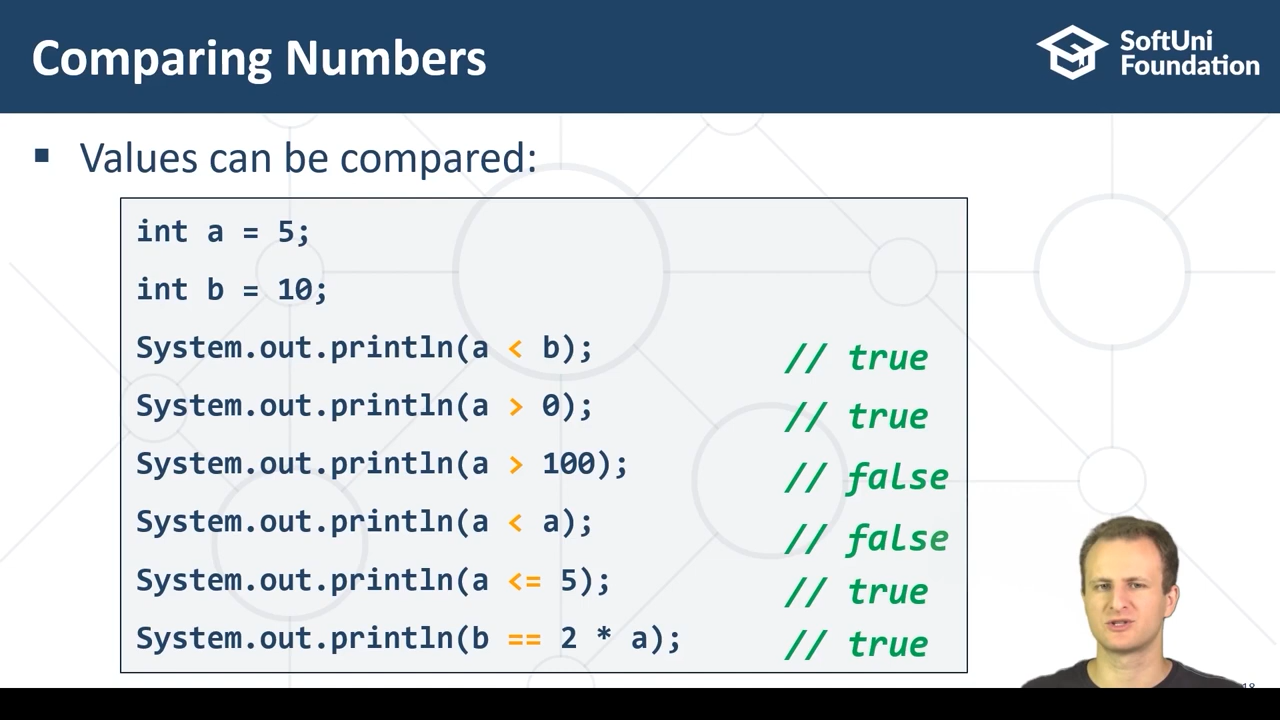 Comparing Numbers
SoftUni
Foundation
▪ Values can be compared:
int a = 5;
int b = 10;
System.out.println(a < b); // true
System.out.println(a > 0); // true
System.out.println(a > 100); // false
System.out.println(a < a); // false
System.out.println(a <= 5); // true
System.out.println(b == 2 * a); // true
18